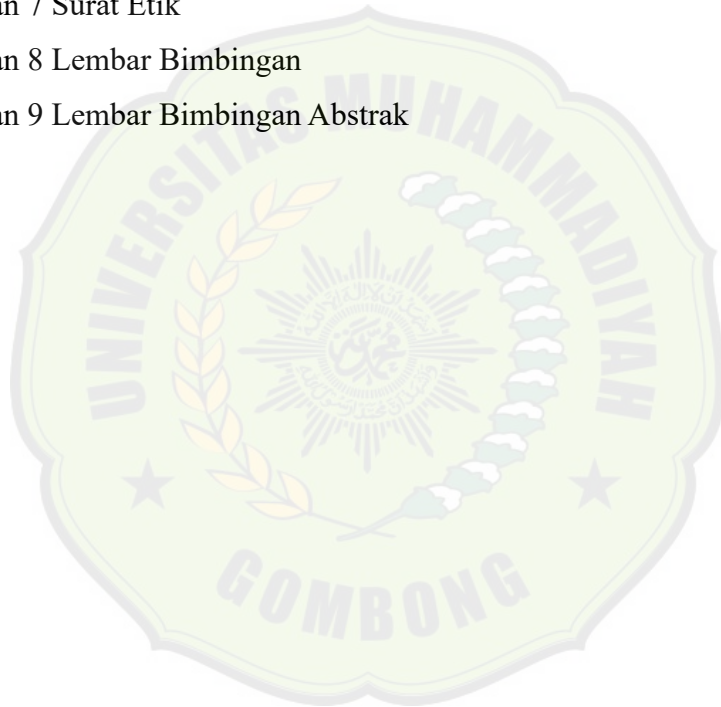 an 7 Surat Etik
an 8 Lembar Bimbingan
an 9 Lembar Bimbingan Abstrak
UNIVERSITAS MUHAMMADIYAH
GOMBONG